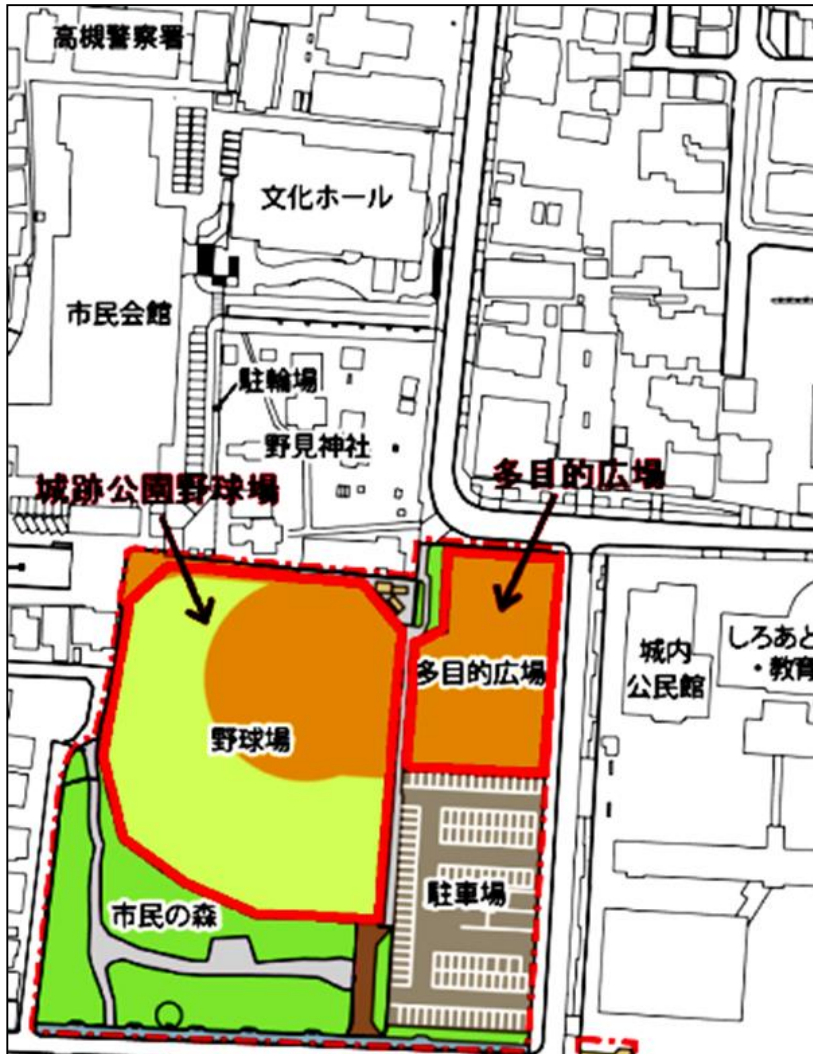 高槻警察署
文化ホール
市民会館
駐輪場
野見神社
城跡公園野球場
多目的広場
多目的広場
城内
公民館
しろあと
・教育
野球場
駐車場
市民の森